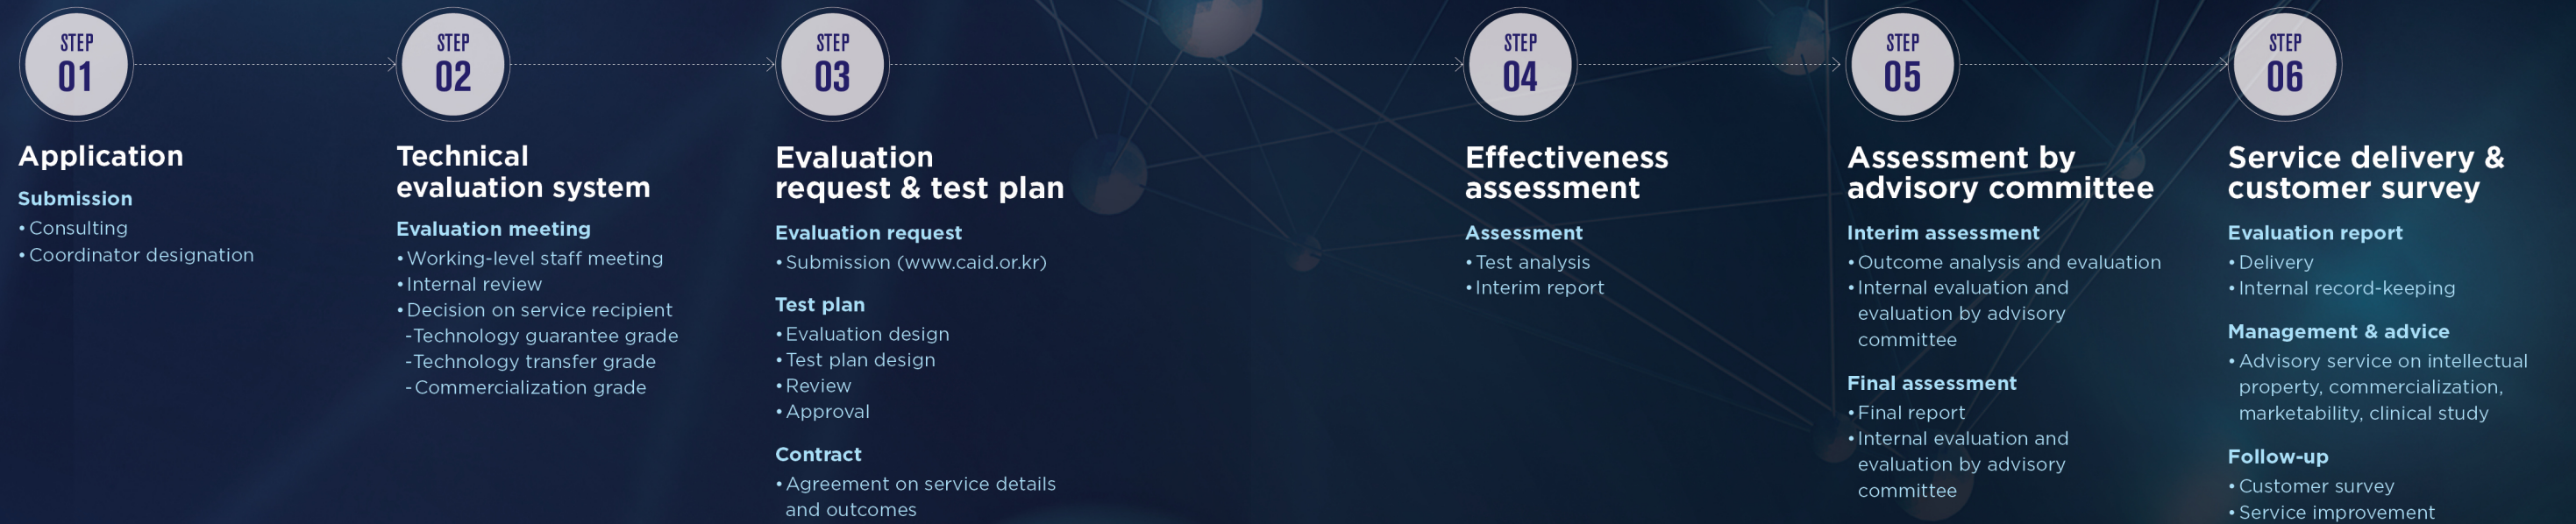 STEP
01
Application
Submission
•Consulting
•Coordinator designation
STEP
02
Technical
evaluation system
Evaluation meeting
•Working-level staff meeting
•Internal review
•Decision on service recipient
-Technology guarantee grade
-Technology transfer grade
-Commercialization grade
STEP
03
Evaluation
request & test plan
Evaluation request
•Submission (www.caid.or.kr)
Test plan
•Evaluation design
•Test plan design
•Review
•Approval
Contract
•Agreement on service details
and outcomes
STEP
04
Effectiveness
assessment
Assessment
•Test analysis
•Interim report
STEP
05
Assessment by
advisory committee
Interim assessment
•Outcome analysis and evaluation
•Internal evaluation and
evaluation by advisory
committee
Final assessment
•Final report
•Internal evaluation and
evaluation by advisory
committee
STEP
06
Service delivery &
customer survey
Evaluation report
•Delivery
•Internal record-keeping
Management & advice
•Advisory service on intellectual
property, commercialization,
marketability, clinical study
Follow-up
•Customer survey
•Service improvement